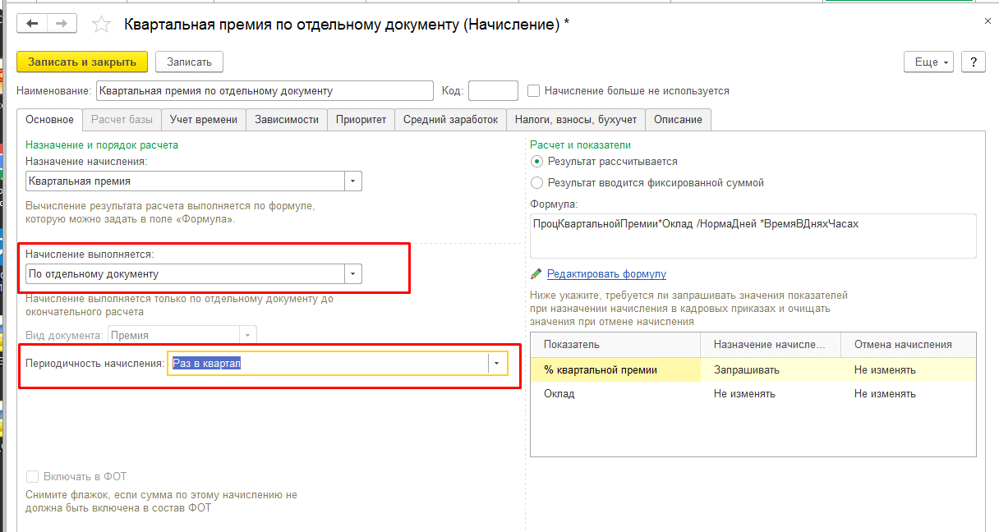 Квартальная премия по отдельному документу (Начисление) *
Записать и закрыть
Записать
Еще
?
Наименование: Квартальная премия по отдельному документу
Код:
Начисление больше не используется
Основное
Расчет базы
Учет времени
Зависимости
Приоритет
Средний заработок
Налоги, взносы, бухучет
Описание
Назначение и порядок расчета
Назначение начисления:
Квартальная премия
Вычисление результата расчета выполняется по формуле,
которую можно задать в поле «Формула».
Начисление выполняется:
По отдельному документу
Начисление выполняется только по отдельному документу до
окончательного расчета
Вид документа: Премия
Периодичность начисления: Раз в квартал
Включать в ФОТ
Снимите флажок, если сумма по этому начислению не
должна быть включена в состав ФОТ
Расчет и показатели
Результат рассчитывается
Результат вводится фиксированной суммой
Формула:
ПроцКвартальнойПремии*Оклад /НормаДней *ВремяВДняхЧасах
Редактировать формулу
Ниже укажите, требуется ли запрашивать значения показателей
при назначении начисления в кадровых приказах и очищать
значения при отмене начисления
Показатель Назначение начисле... Отмена начисления
% квартальной премии Запрашивать Не изменять
Оклад Не изменять Не изменять